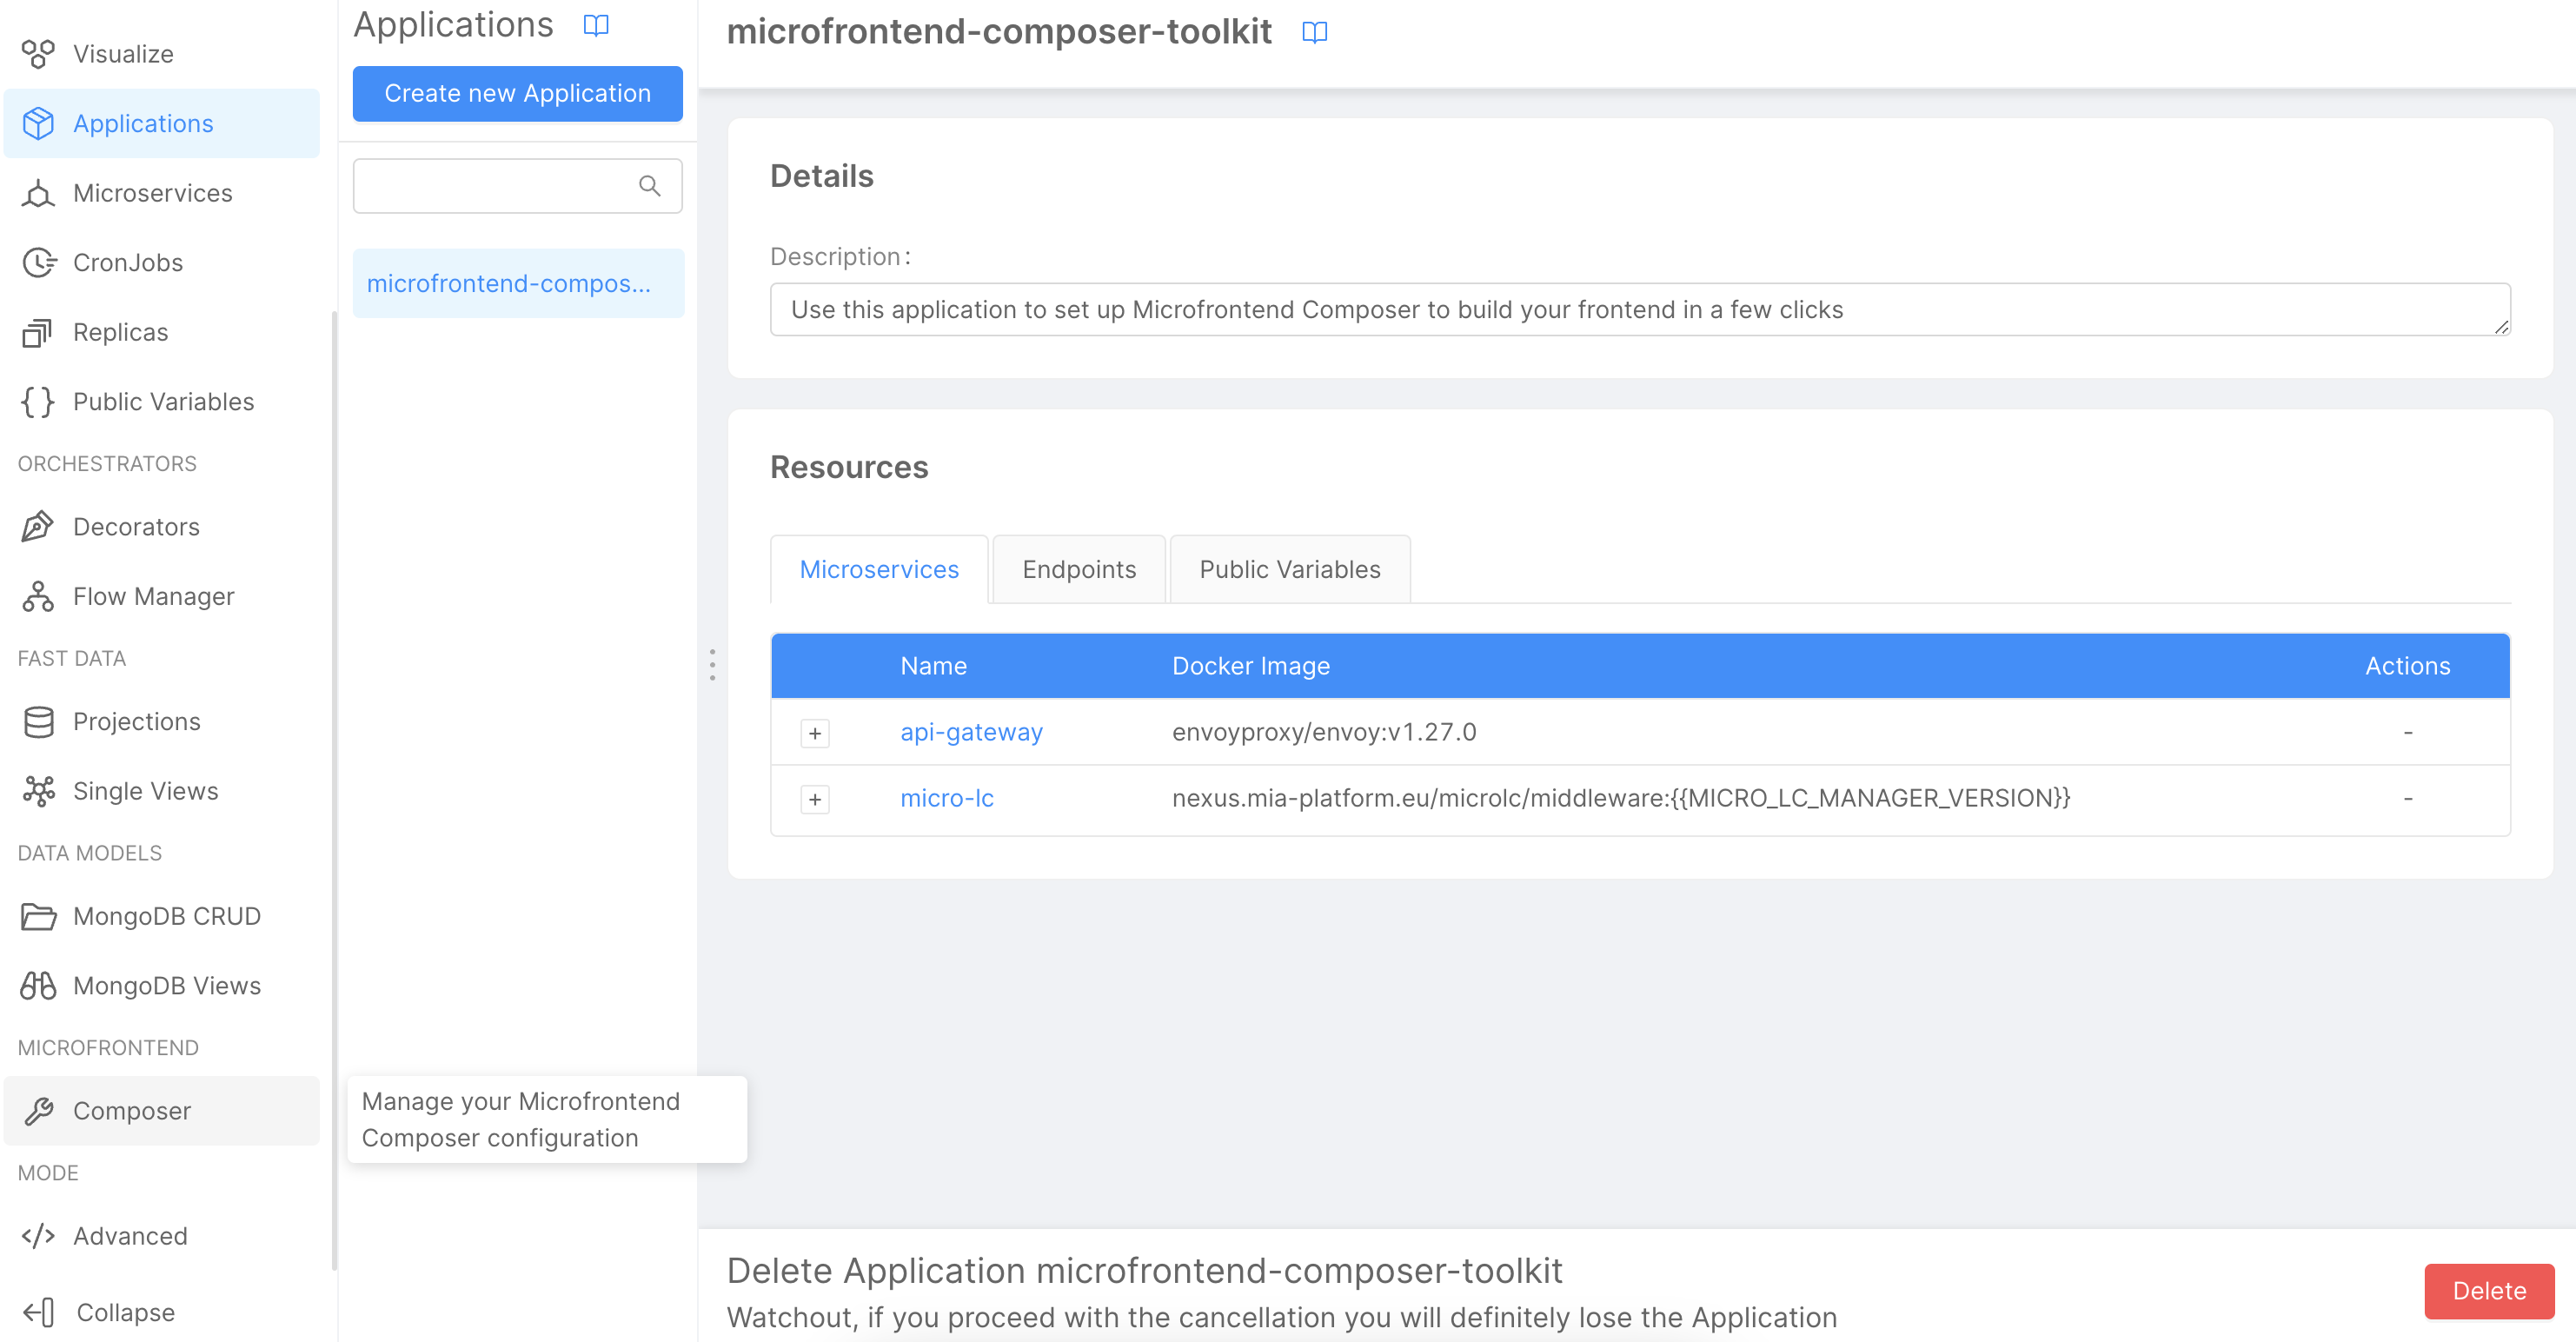 Visualize
Applications
Microservices
CronJobs
Replicas
Public Variables
ORCHESTRATORS
Decorators
Flow Manager
FAST DATA
Projections
Single Views
DATA MODELS
MongoDB CRUD
MongoDB Views
MICROFRONTEND
Composer
MODE
Advanced
Collapse
Applications
Create new Application
microfrontend-compos...
Manage your Microfrontend
Composer configuration
microfrontend-composer-toolkit
Details
Description:
Use this application to set up Microfrontend Composer to build your frontend in a few clicks
Resources
Microservices Endpoints Public Variables
Name Docker Image Actions
+ api-gateway envoyproxy/envoy:v1.27.0 -
+ micro-lc nexus.mia-platform.eu/microlc/middleware:{{MICRO_LC_MANAGER_VERSION}} -
Delete Application microfrontend-composer-toolkit
Watchout, if you proceed with the cancellation you will definitely lose the Application
Delete